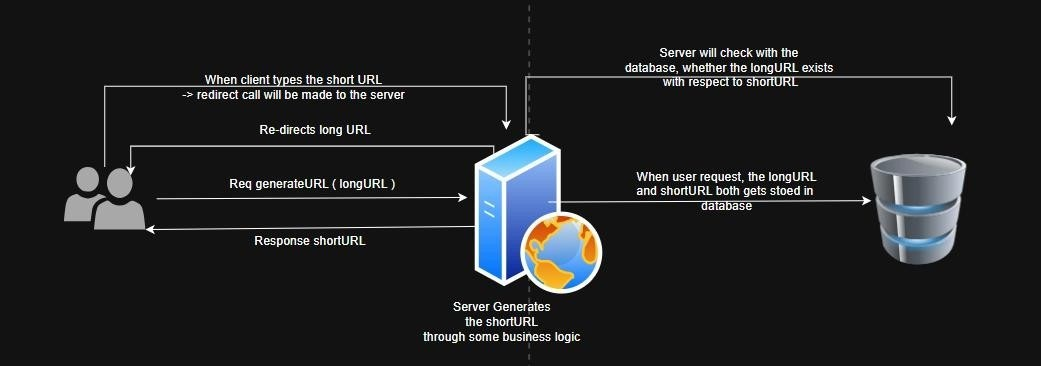 When client types the short URL
-> redirect call will be made to the server
Re-directs long URL
Req generateURL ( longURL )
Response shortURL
Server Generates
the shortURL
through some business logic
Server will check with the
database, whether the longURL exists
with respect to shortURL
When user request, the longURL
and shortURL both gets stoed in
database